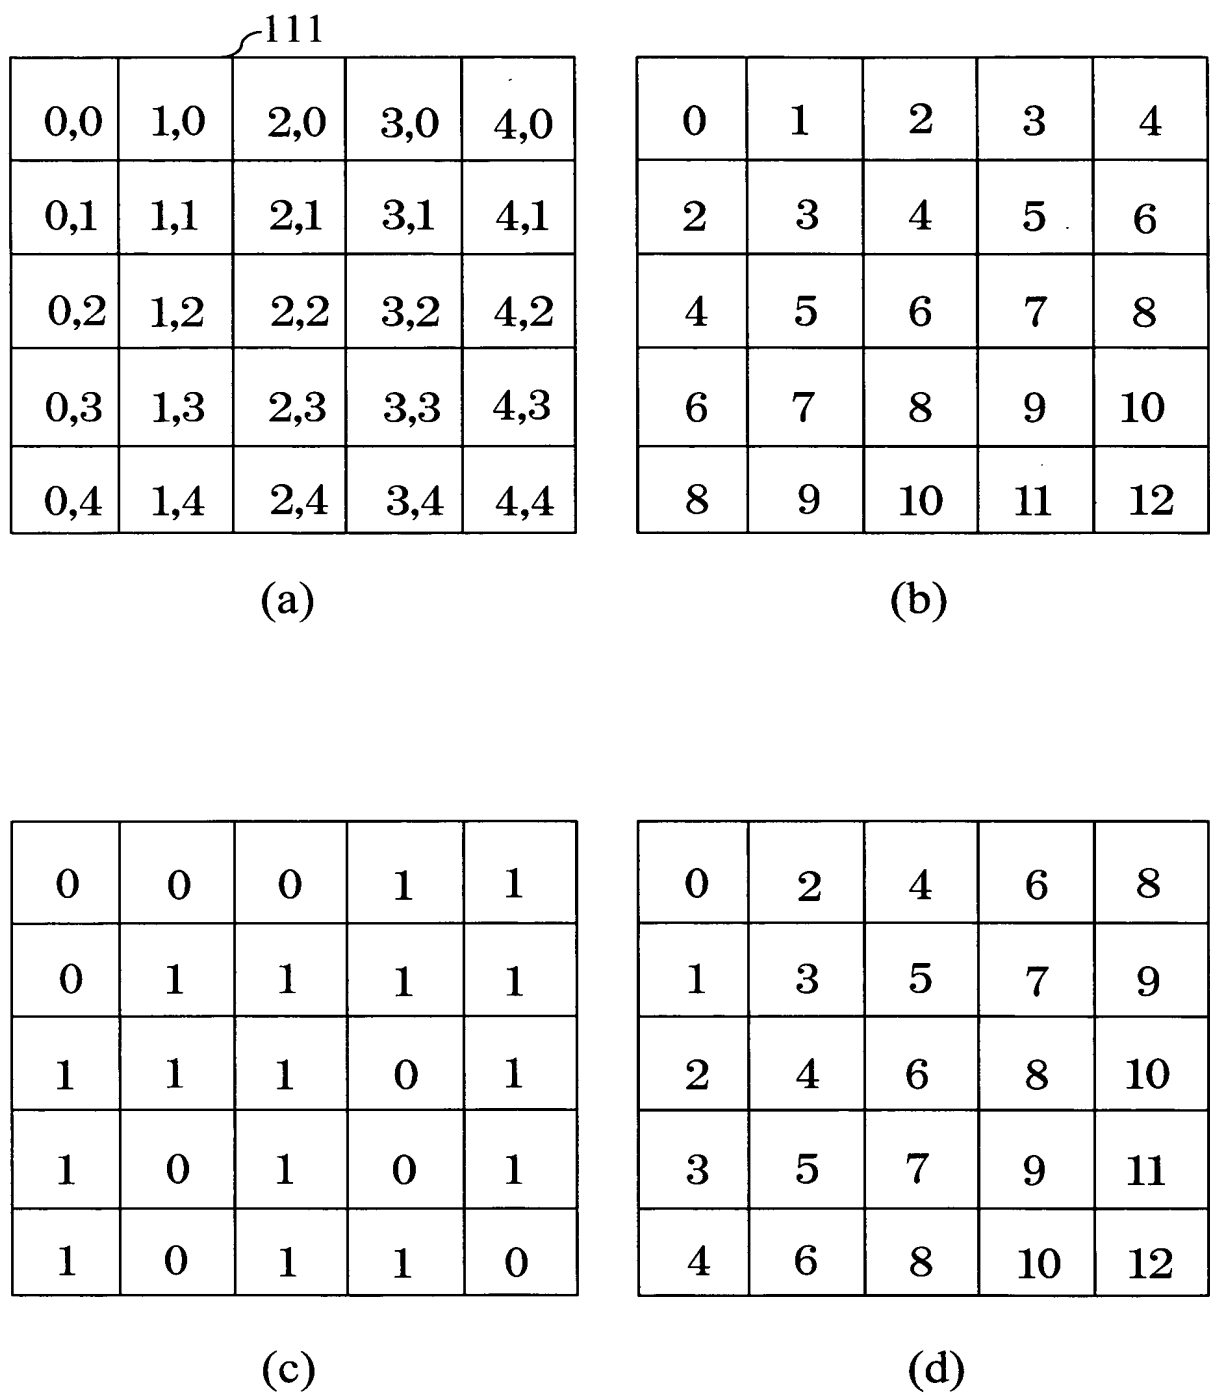 111
0,0 1,0 2,0 3,0 4,0
0,1 1,1 2,1 3,1 4,1
0,2 1,2 2,2 3,2 4,2
0,3 1,3 2,3 3,3 4,3
0,4 1,4 2,4 3,4 4,4
(a)
0 1 2 3 4
2 3 4 5 6
4 5 6 7 8
6 7 8 9 10
8 9 10 11 12
(b)
0 0 0 1 1
0 1 1 1 1
1 1 1 0 1
1 0 1 0 1
1 0 1 1 0
(c)
0 2 4 6 8
1 3 5 7 9
2 4 6 8 10
3 5 7 9 11
4 6 8 10 12
(d)